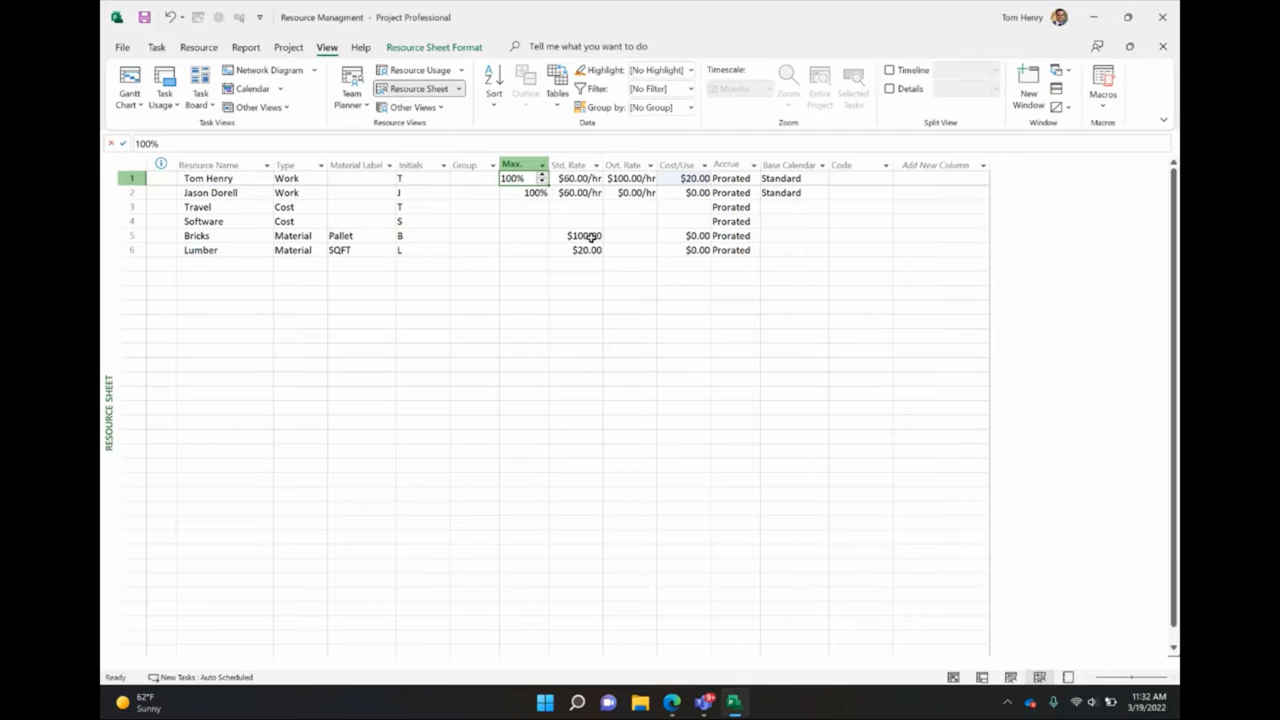 Resource Managment - Project Professional
Tom Henry
File Task Resource Report Project View Help Resource Sheet Format Tell me what you want to do
Gantt Chart
Task Usage
Task Board
Network Diagram
Calendar
Other Views
Task Views
Team Planner
Resource Usage
Resource Sheet
Other Views
Resource Views
Sort
Outline
Tables
Highlight: [No Highlight]
Filter: [No Filter]
Group by: [No Group]
Data
Timescale:
Months
Zoom
Entire Project
Selected Tasks
Zoom
Timeline
Details
Split View
New Window
Window
Macros
Macros
100%
Resource Name Type Material Label Initials Group Max. Std. Rate Ovt. Rate Cost/Use Accrue Base Calendar Code Add New Column
1 Tom Henry Work T 100% $60.00/hr $100.00/hr $20.00 Prorated Standard
2 Jason Dorell Work J 100% $60.00/hr $0.00/hr $0.00 Prorated Standard
3 Travel Cost T Prorated
4 Software Cost S Prorated
5 Bricks Material Pallet B $100.00 $0.00 Prorated
6 Lumber Material SQFT L $20.00 $0.00 Prorated
RESOURCE SHEET
Ready New Tasks : Auto Scheduled
62°F
Sunny
11:32 AM
3/19/2022